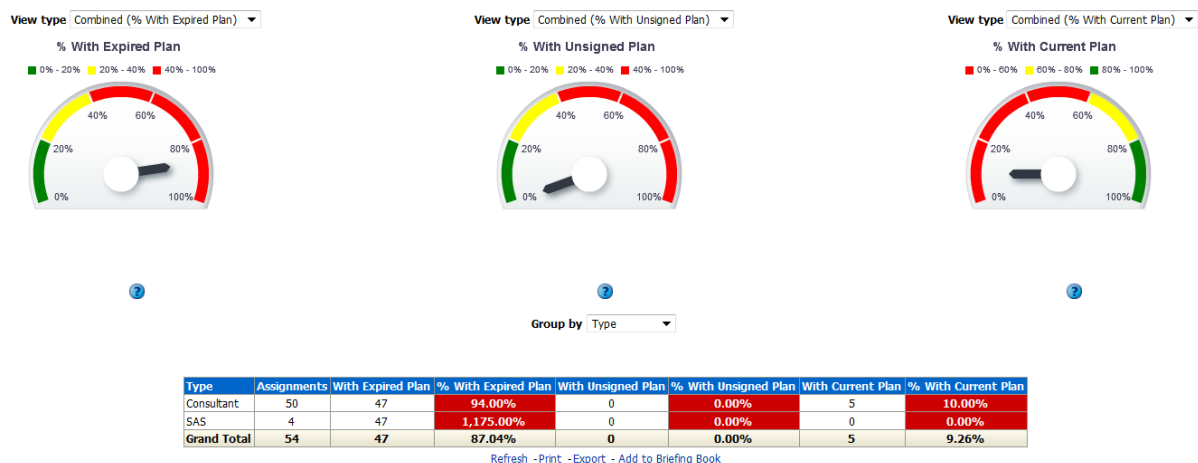 View type Combined (% With Expired Plan) View type Combined (% With Unsigned Plan) View type Combined (% With Current Plan)
% With Expired Plan % With Unsigned Plan % With Current Plan
0% - 20% 20% - 40% 40% - 100% 0% - 20% 20% - 40% 40% - 100% 0% - 60% 60% - 80% 80% - 100%
40% 60% 40% 60% 40% 60%
20% 80% 20% 80% 20% 80%
0% 100% 0% 100% 0% 100%
? ? ?
Group by Type
Type Assignments With Expired Plan % With Expired Plan With Unsigned Plan % With Unsigned Plan With Current Plan % With Current Plan
Consultant 50 47 94.00% 0 0.00% 5 10.00%
SAS 4 47 1,175.00% 0 0.00% 0 0.00%
Grand Total 54 47 87.04% 0 0.00% 5 9.26%
Refresh - Print - Export - Add to Briefing Book